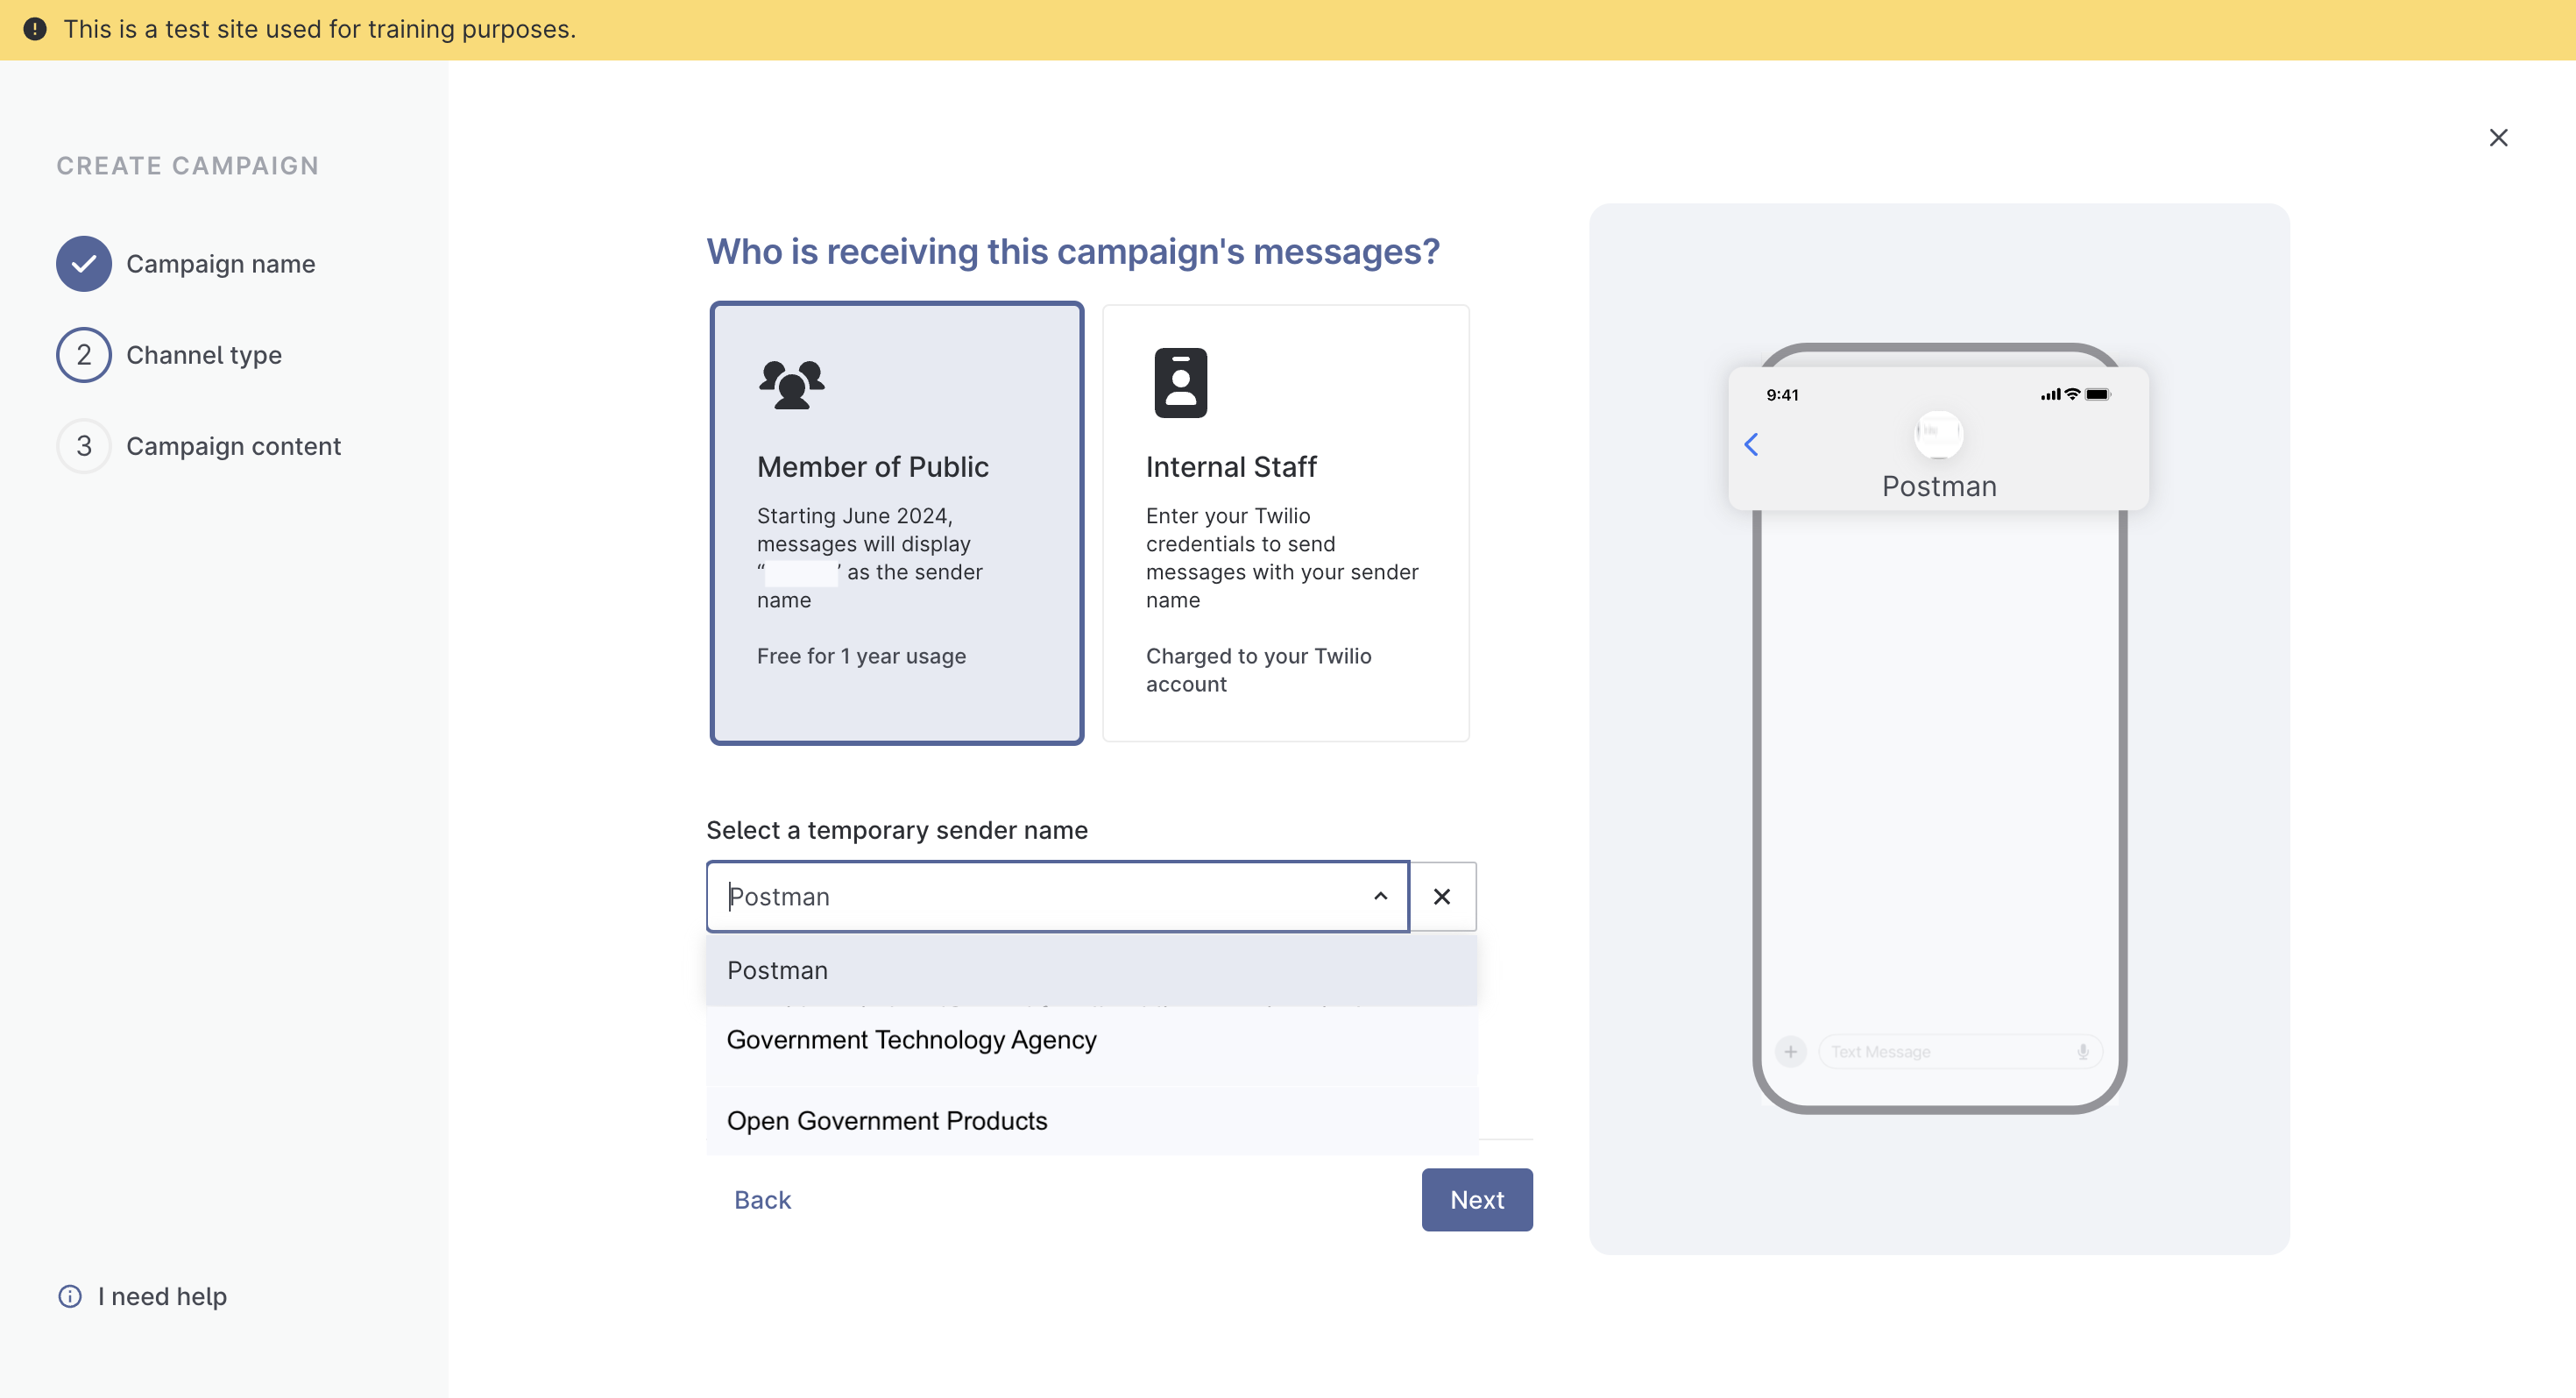 This is a test site used for training purposes.
CREATE CAMPAIGN
Campaign name
2 Channel type
3 Campaign content
I need help
Who is receiving this campaign's messages?
Member of Public
Starting June 2024,
messages will display
“ ’ as the sender
name
Free for 1 year usage
Internal Staff
Enter your Twilio
credentials to send
messages with your sender
name
Charged to your Twilio
account
Select a temporary sender name
Postman
Postman
Government Technology Agency
Open Government Products
Back
Next
9:41
Postman
Text Message